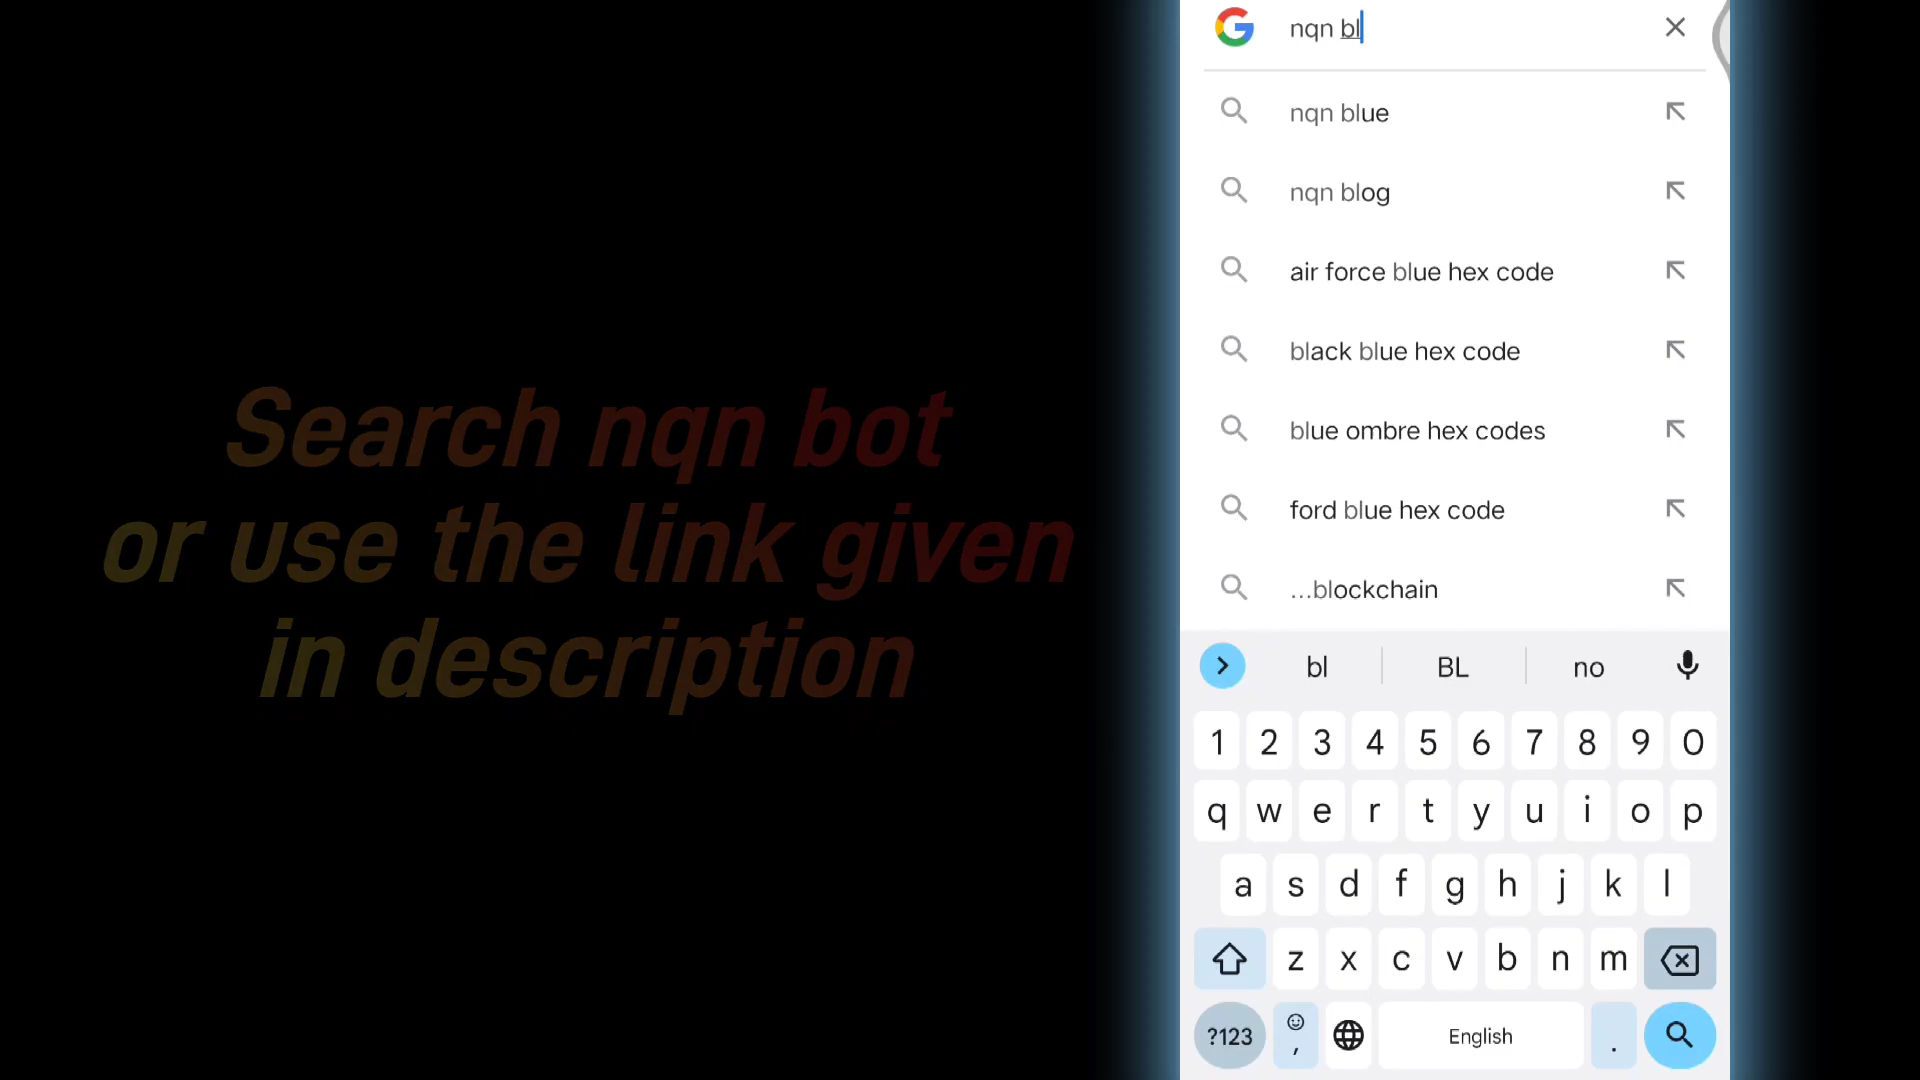 Search nqn bot
or use the link given
in description
nqn bl
nqn blue
nqn blog
air force blue hex code
black blue hex code
blue ombre hex codes
ford blue hex code
...blockchain
bl BL no
1 2 3 4 5 6 7 8 9 0
q w e r t y u i o p
a s d f g h j k l
z x c v b n m
?123 , English .